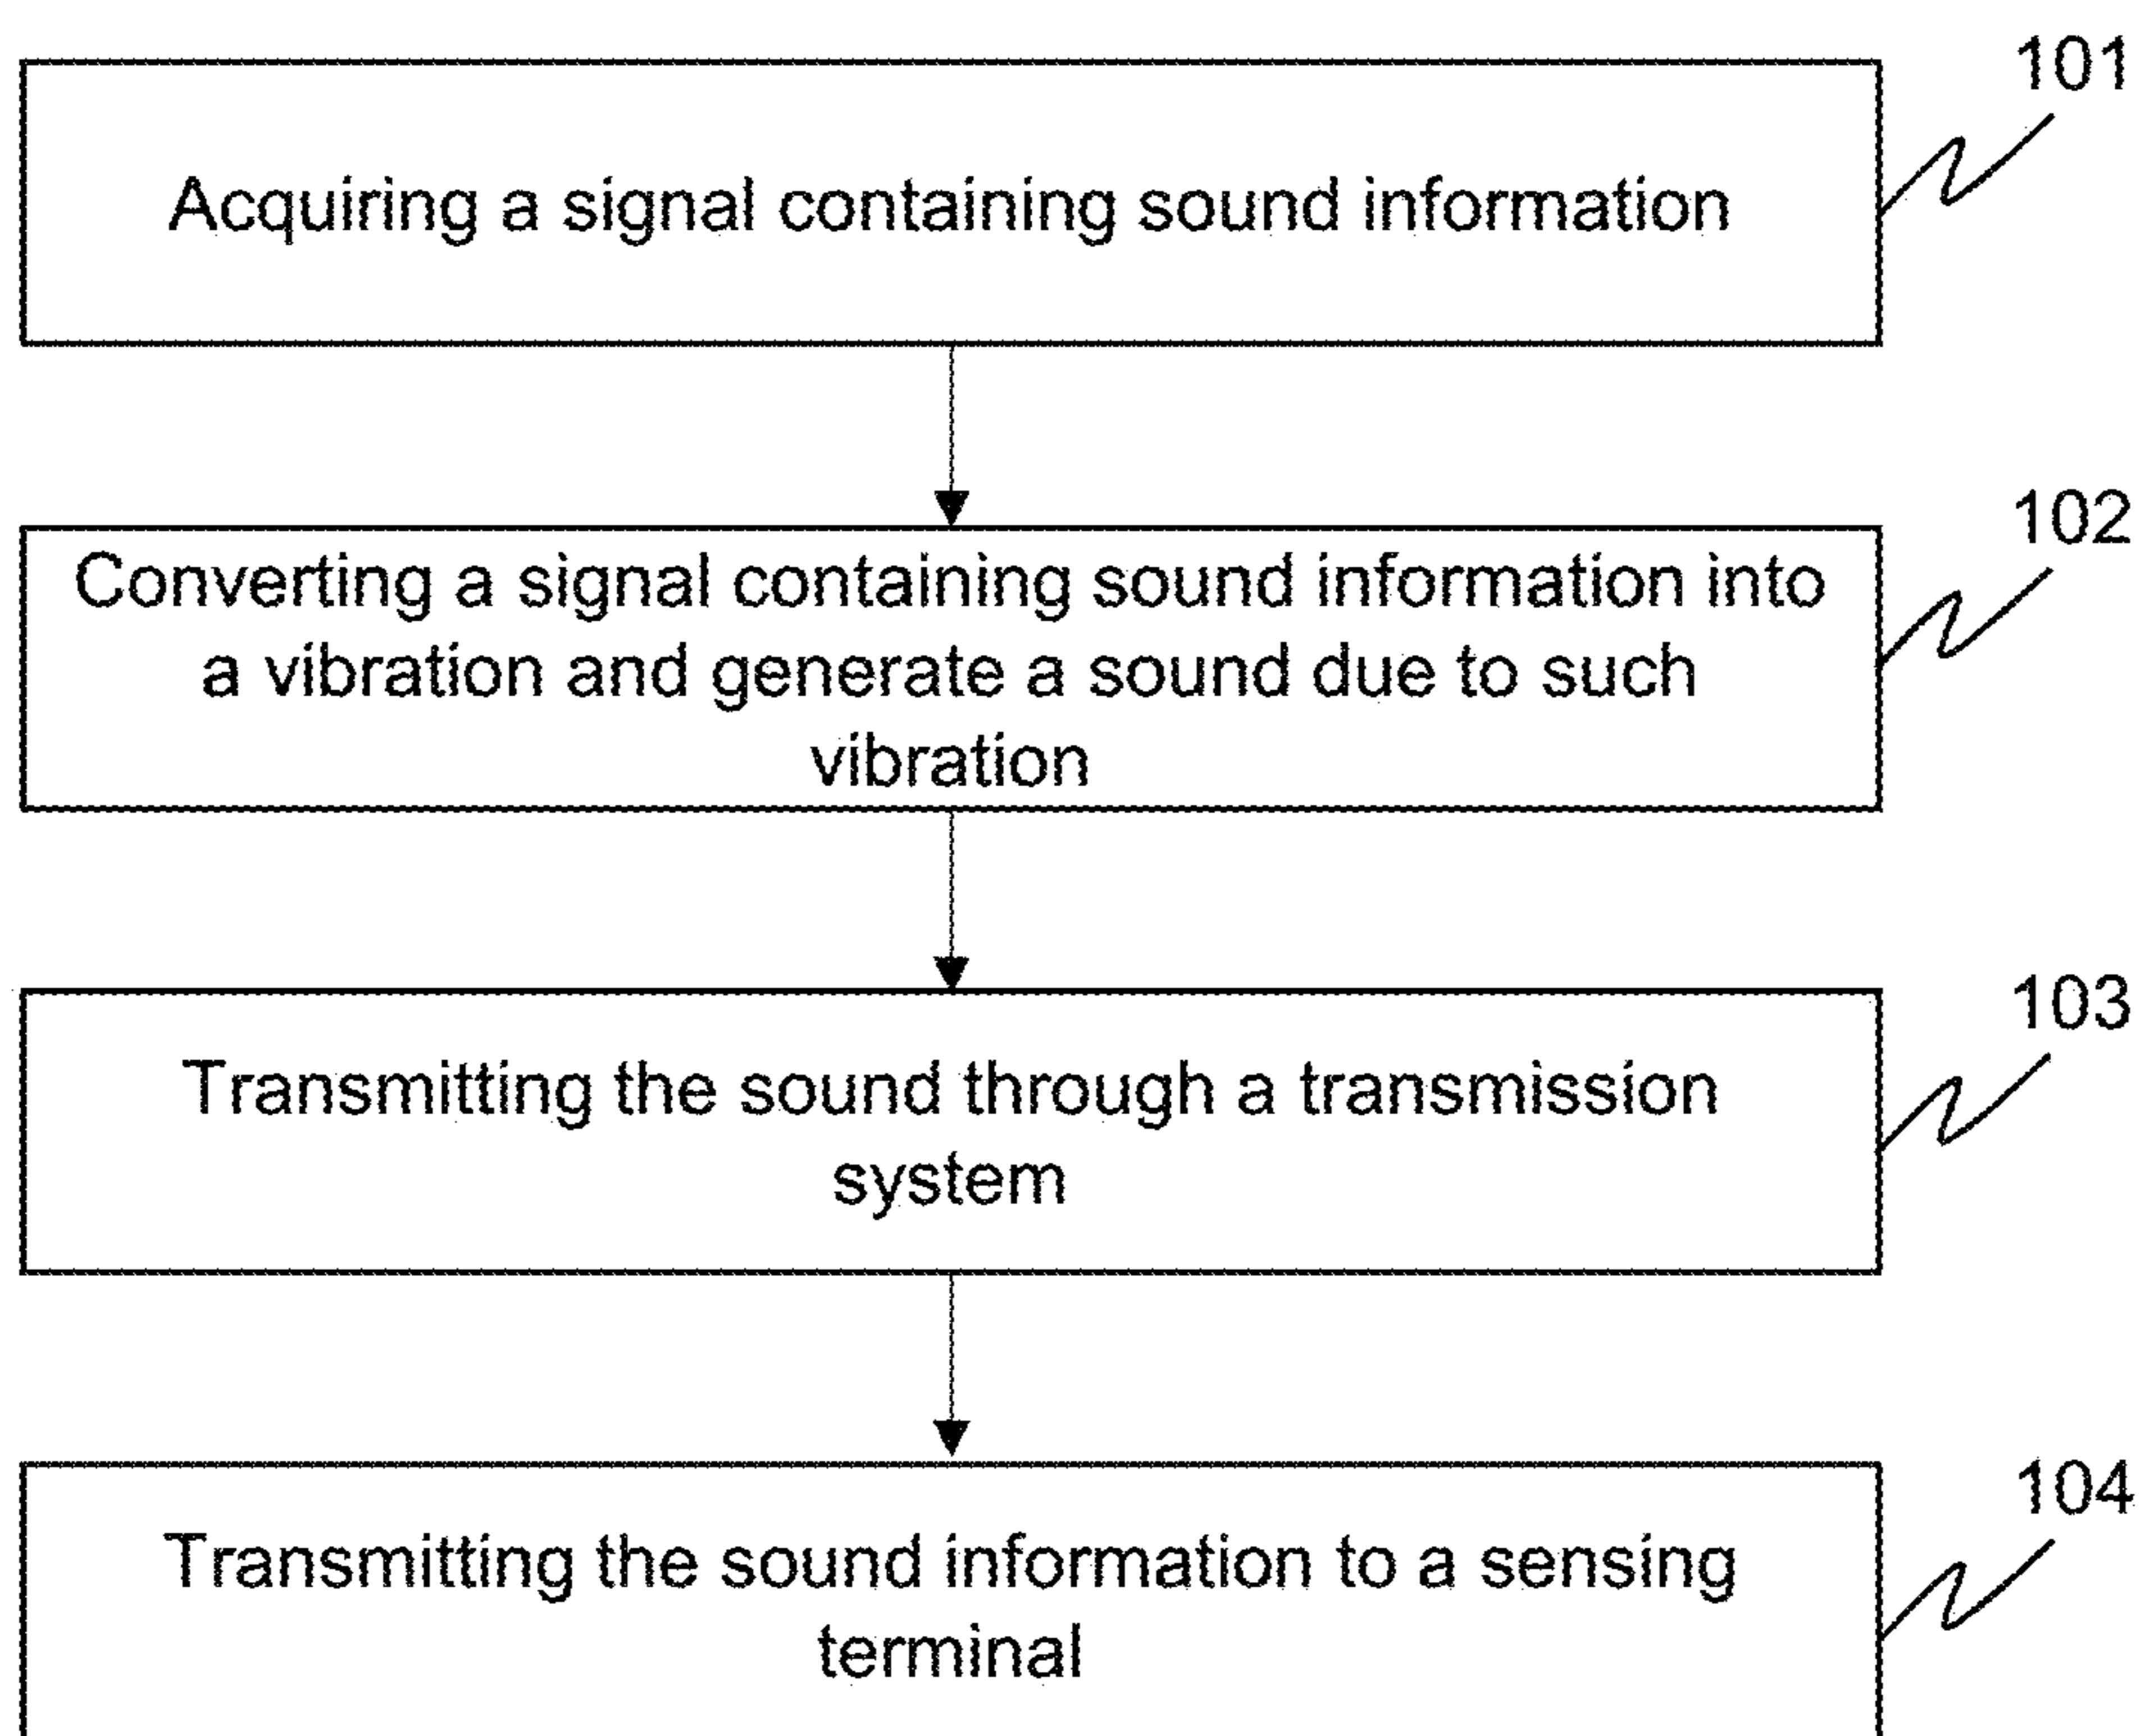 101
Acquiring a signal containing sound information
102
Converting a signal containing sound information into
a vibration and generate a sound due to such
vibration
103
Transmitting the sound through a transmission
system
104
Transmitting the sound information to a sensing
terminal